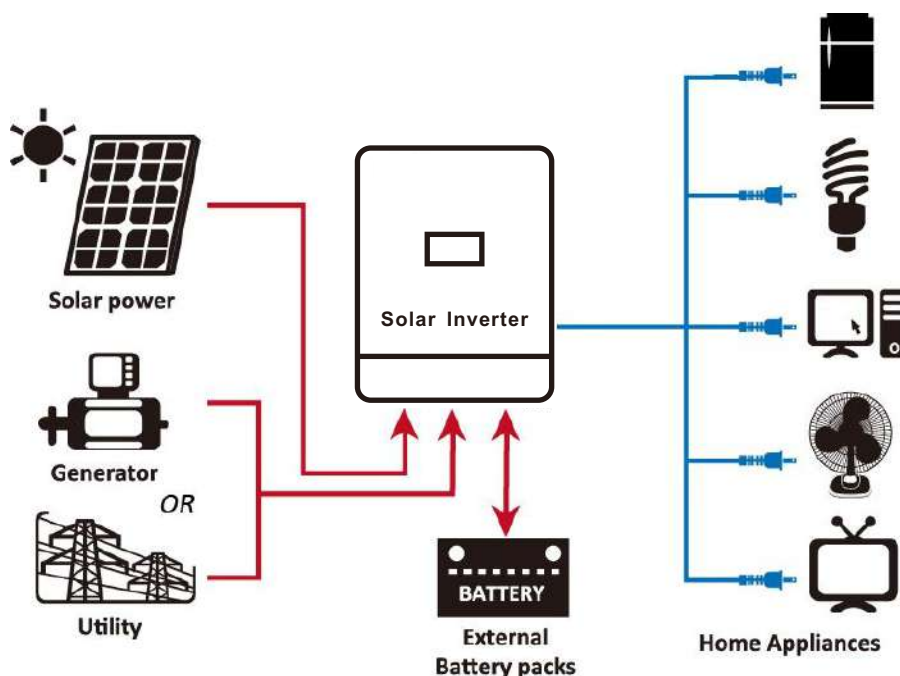 Solar power
Solar Inverter
Generator
OR
Utility
BATTERY
External
Battery packs
Home Appliances